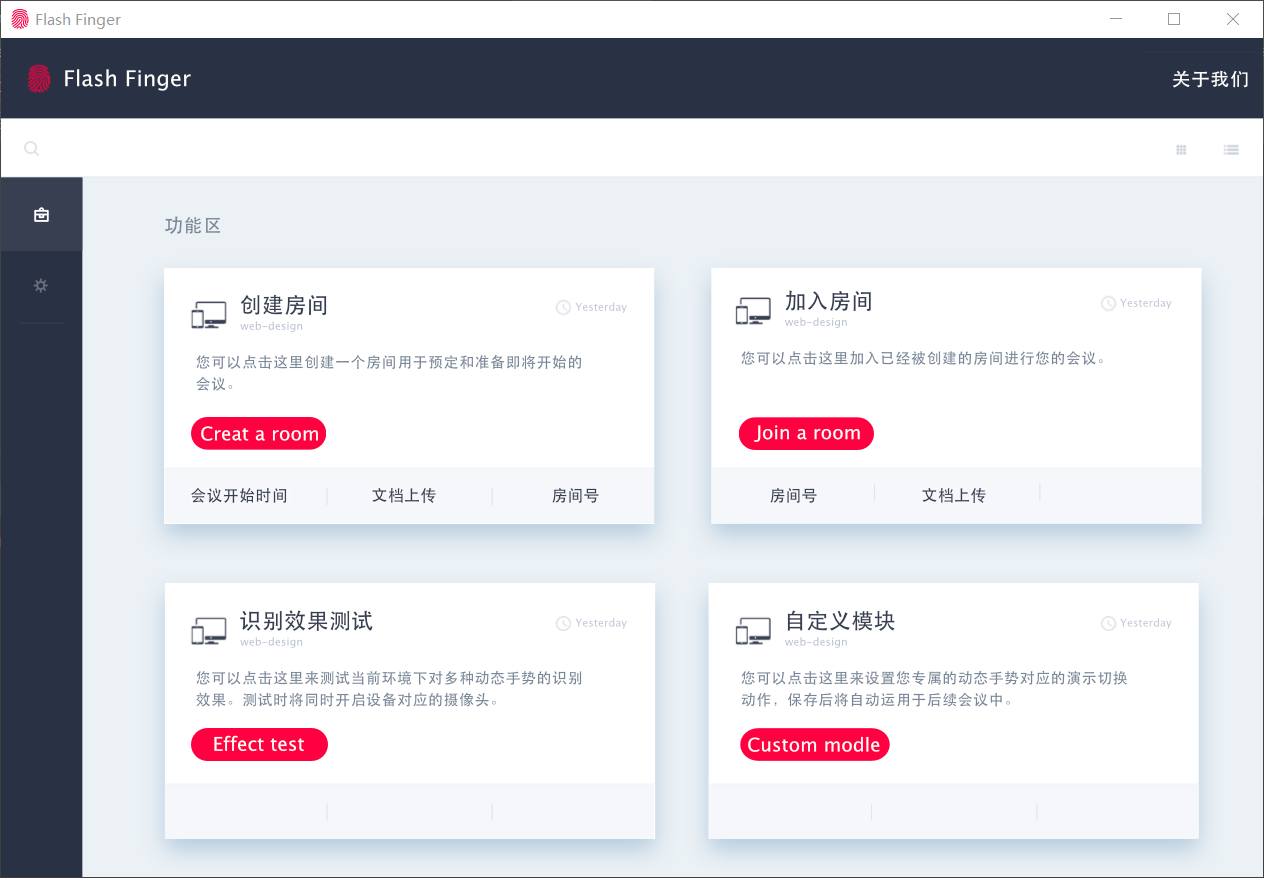 Flash Finger
Flash Finger
关于我们
功能区
创建房间
Yesterday
web-design
您可以点击这里创建一个房间用于预定和准备即将开始的
会议。
Creat a room
会议开始时间
文档上传
房间号
加入房间
Yesterday
web-design
您可以点击这里加入已经被创建的房间进行您的会议。
Join a room
房间号
文档上传
识别效果测试
Yesterday
web-design
您可以点击这里来测试当前环境下对多种动态手势的识别
效果。测试时将同时开启设备对应的摄像头。
Effect test
自定义模块
Yesterday
web-design
您可以点击这里来设置您专属的动态手势对应的演示切换
动作，保存后将自动运用于后续会议中。
Custom modle